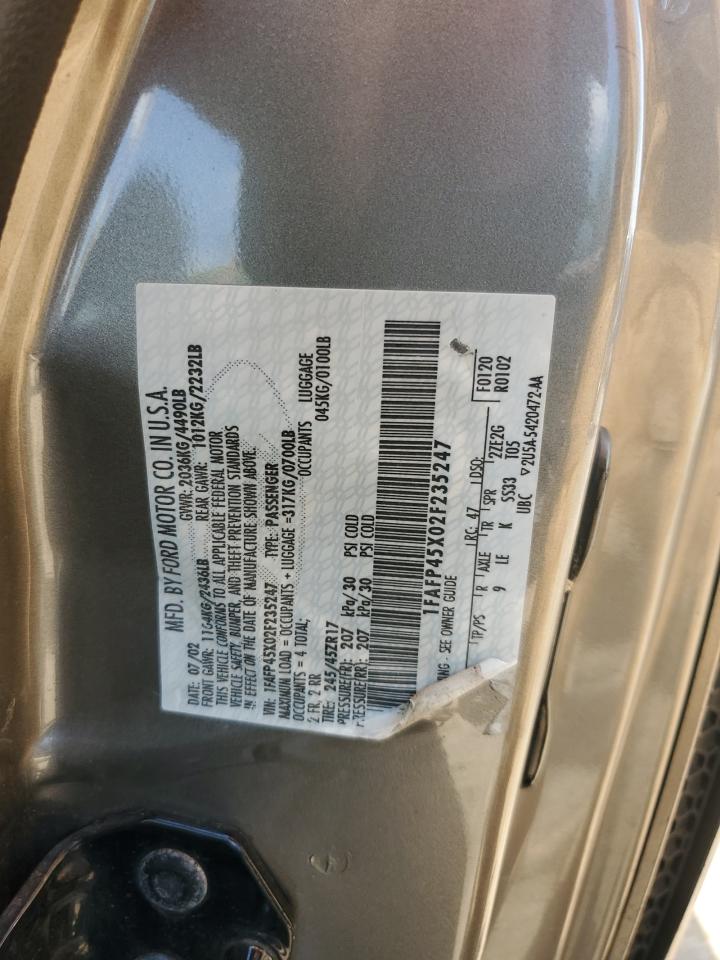 MFD. BY FORD MOTOR CO. IN U.S.A.
DATE: 07/02 GVWR: 2036KG/4490LB
FRONT GAWR: 1104KG/2436LB REAR GAWR: 1012KG/2232LB
THIS VEHICLE CONFORMS TO ALL APPLICABLE FEDERAL MOTOR
VEHICLE SAFETY, BUMPER, AND THEFT PREVENTION STANDARDS
IN EFFECT ON THE DATE OF MANUFACTURE SHOWN ABOVE.
VIN: 1FAFP45X02F235247 TYPE: PASSENGER
MAXIMUM LOAD = OCCUPANTS + LUGGAGE =317KG/0700LB
OCCUPANTS = 4 TOTAL; OCCUPANTS LUGGAGE
2 FR, 2 RR 045KG/0100LB
TIRE: 245/45ZR17
PRESSURE(FR): 207 kPa/30 PSI COLD
PRESSURE(RR): 207 kPa/30 PSI COLD
1FAFP45X02F235247
- SEE OWNER GUIDE
RC: 47 DSO: F0120
TP/PS R AXLE TR SPR 2ZE2G R0102
9 LE K SS33 T05
UBC ▽2U5A-5420472-AA